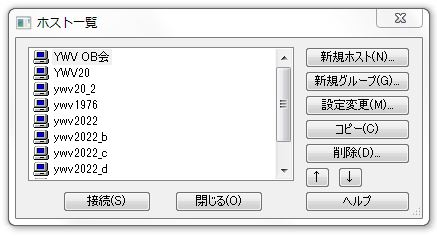 ホスト一覧
YWV OB会
YWV20
ywv20_2
ywv1976
ywv2022
ywv2022_b
ywv2022_c
ywv2022_d
新規ホスト(N)...
新規グループ(G)...
設定変更(M)...
コピー(C)
削除(D)...
↑ ↓
接続(S) 閉じる(O) ヘルプ